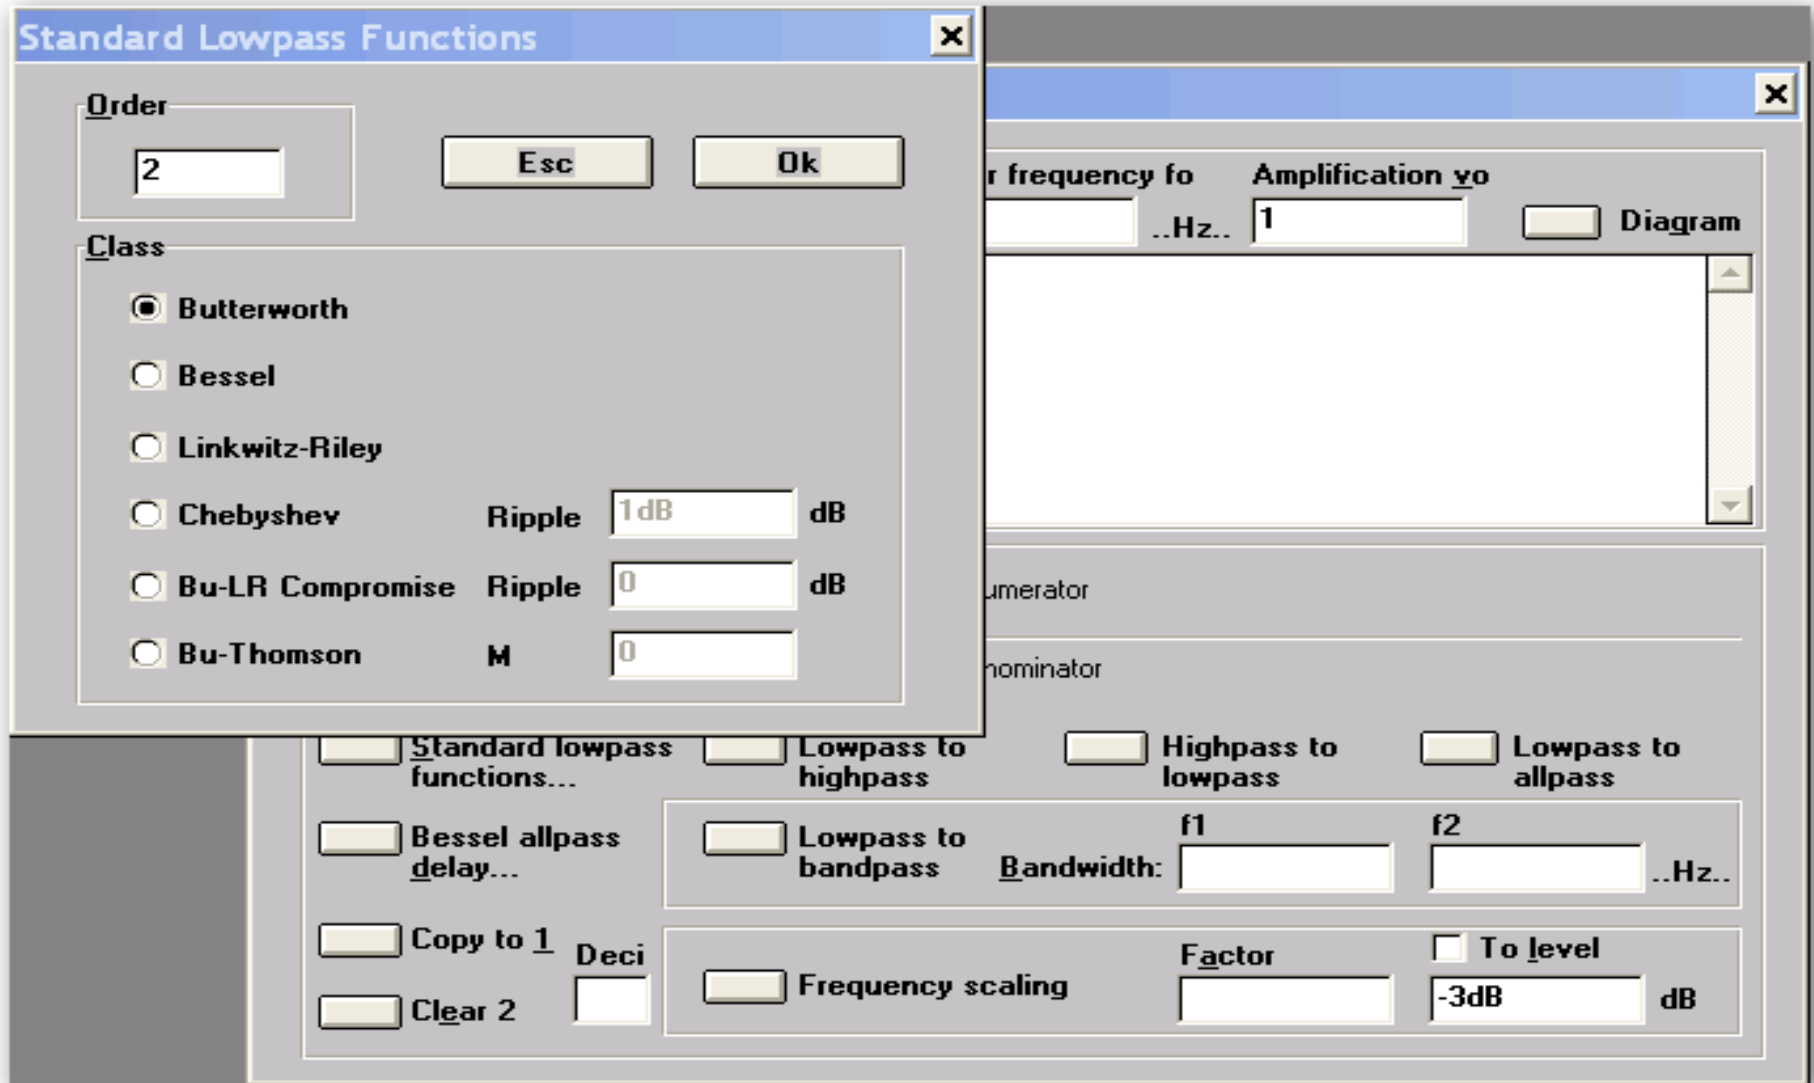 Standard Lowpass Functions
Order
2
Esc
Ok
Class
Butterworth
Bessel
Linkwitz-Riley
Chebyshev Ripple 1dB dB
Bu-LR Compromise Ripple 0 dB
Bu-Thomson M 0
r frequency fo Amplification vo
..Hz.. 1 Diagram
umerator
nominator
Standard lowpass
functions...
Lowpass to
highpass
Highpass to
lowpass
Lowpass to
allpass
Bessel allpass
delay...
Lowpass to
bandpass
Bandwidth:
f1
f2
..Hz..
Copy to 1
Deci
Clear 2
Frequency scaling
Factor
To level
-3dB dB